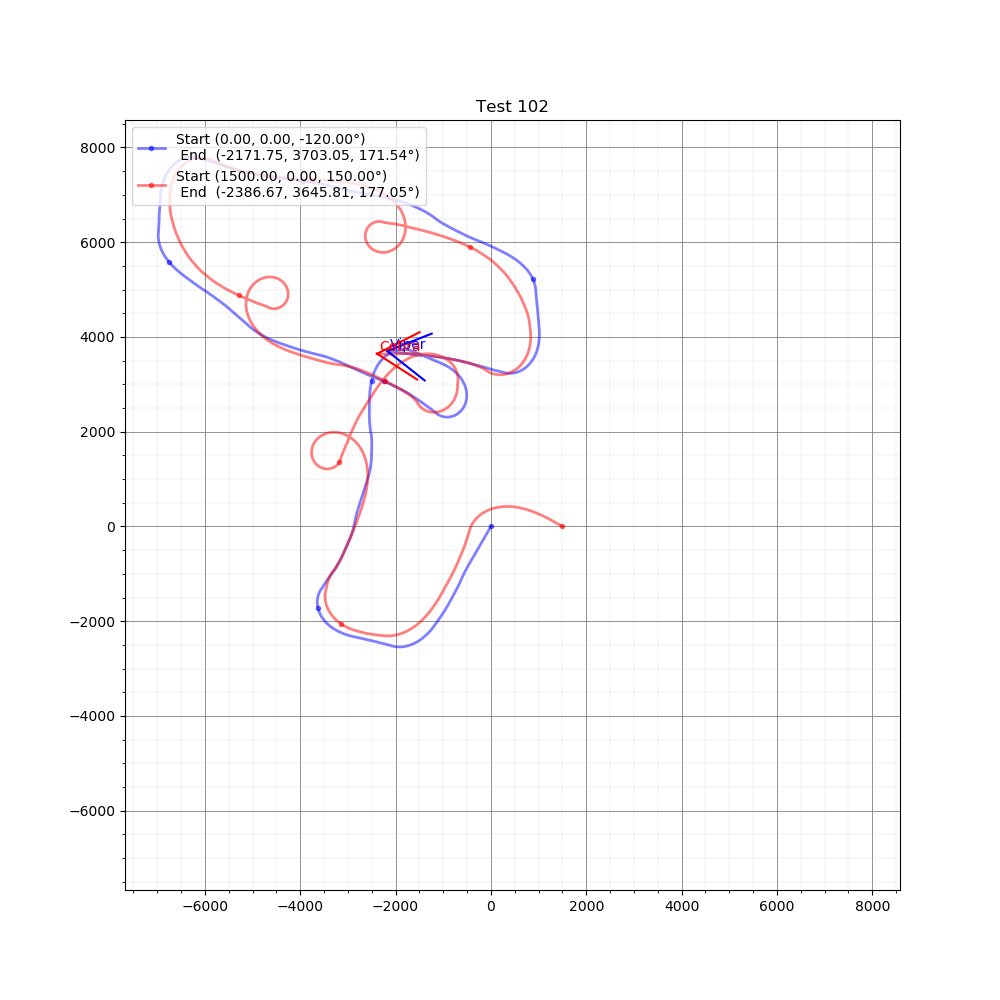 Test 102
Start (0.00, 0.00, -120.00°)
End (-2171.75, 3703.05, 171.54°)
Start (1500.00, 0.00, 150.00°)
End (-2386.67, 3645.81, 177.05°)
8000
6000
4000
2000
0
−2000
−4000
−6000
−6000 −4000 −2000 0 2000 4000 6000 8000